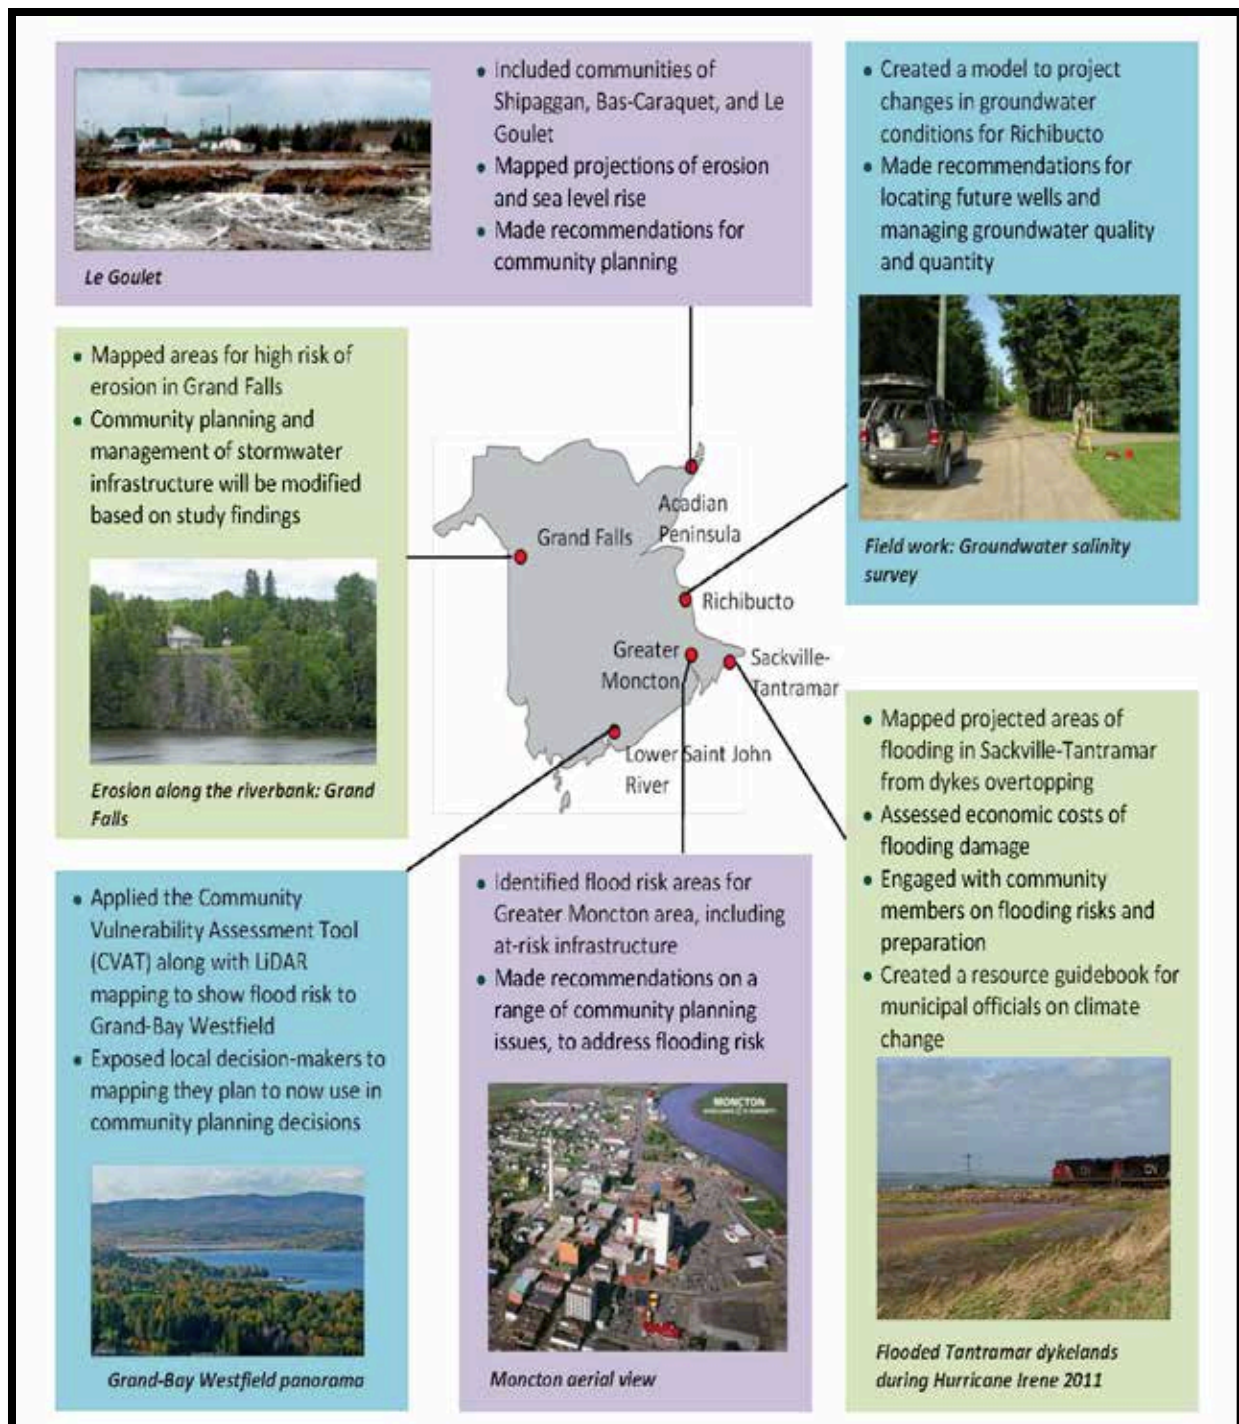 • Included communities of
Shipaggan, Bas-Caraquet, and Le
Goulet
• Mapped projections of erosion
and sea level rise
• Made recommendations for
community planning
Le Goulet
• Created a model to project
changes in groundwater
conditions for Richibucto
• Made recommendations for
locating future wells and
managing groundwater quality
and quantity
Field work: Groundwater salinity
survey
• Mapped areas for high risk of
erosion in Grand Falls
• Community planning and
management of stormwater
infrastructure will be modified
based on study findings
Erosion along the riverbank: Grand
Falls
Acadian
Peninsula
Grand Falls
Richibucto
Greater
Moncton
Sackville-
Tantramar
Lower Saint John
River
• Mapped projected areas of
flooding in Sackville-Tantramar
from dykes overtopping
• Assessed economic costs of
flooding damage
• Engaged with community
members on flooding risks and
preparation
• Created a resource guidebook for
municipal officials on climate
change
CN
CN
Flooded Tantramar dykelands
during Hurricane Irene 2011
• Applied the Community
Vulnerability Assessment Tool
(CVAT) along with LiDAR
mapping to show flood risk to
Grand-Bay Westfield
• Exposed local decision-makers to
mapping they plan to now use in
community planning decisions
Grand-Bay Westfield panorama
• Identified flood risk areas for
Greater Moncton area, including
at-risk infrastructure
• Made recommendations on a
range of community planning
issues, to address flooding risk
MONCTON
Moncton aerial view